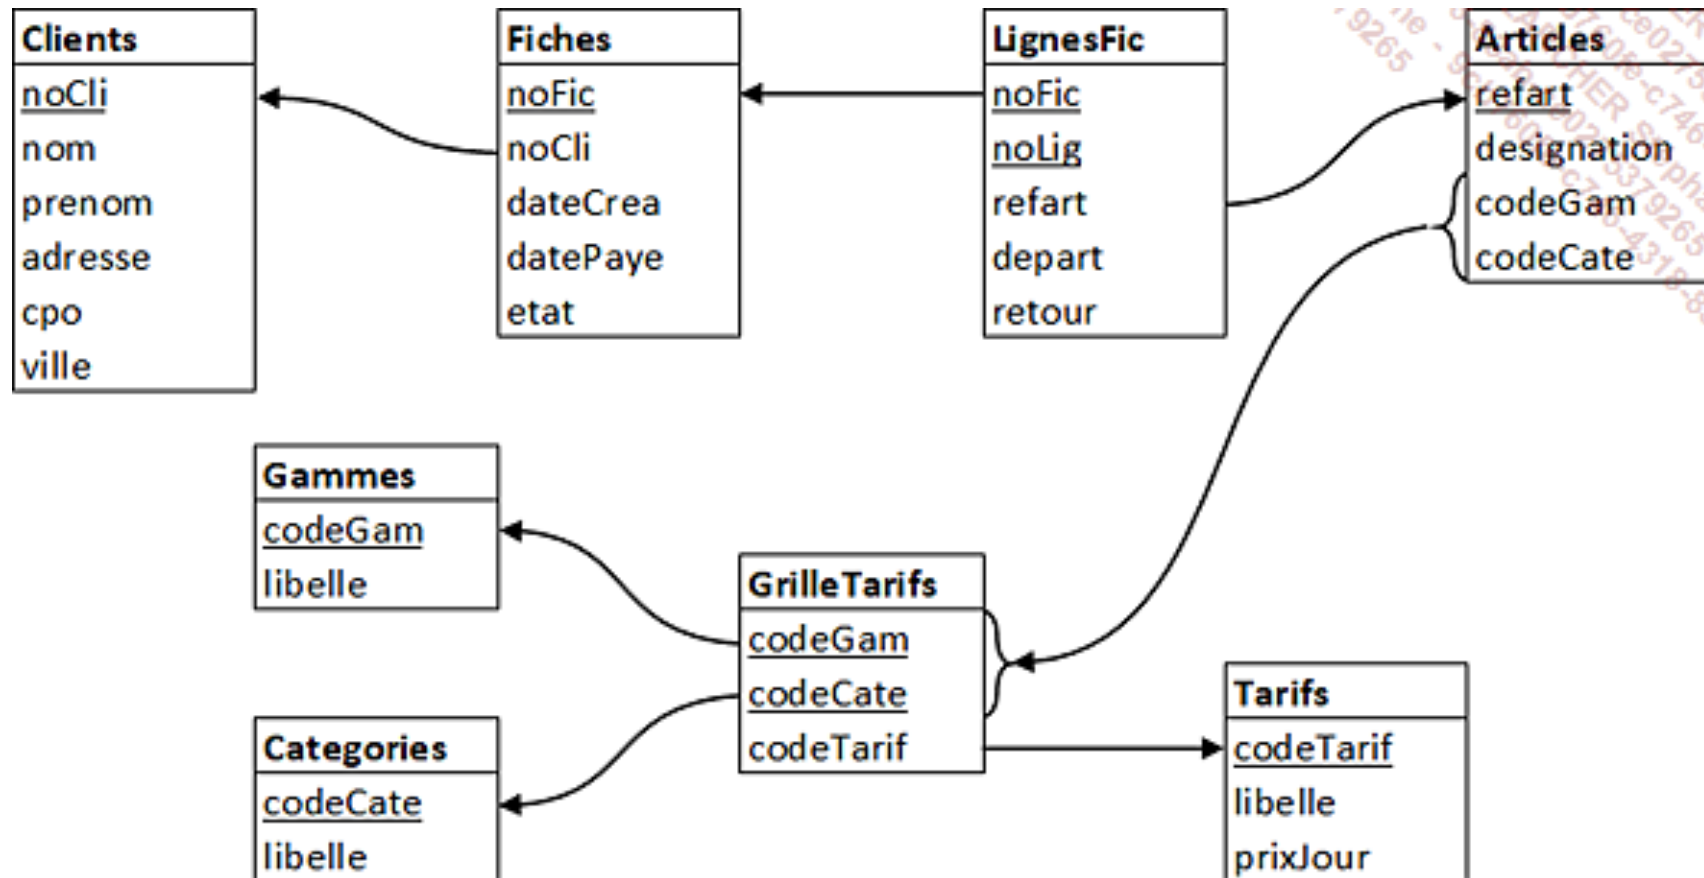 Clients
noCli
nom
prenom
adresse
cpo
ville
Fiches
noFic
noCli
dateCrea
datePaye
etat
LignesFic
noFic
noLig
refart
depart
retour
Articles
refart
designation
codeGam
codeCate
Gammes
codeGam
libelle
Categories
codeCate
libelle
GrilleTarifs
codeGam
codeCate
codeTarif
Tarifs
codeTarif
libelle
prixJour